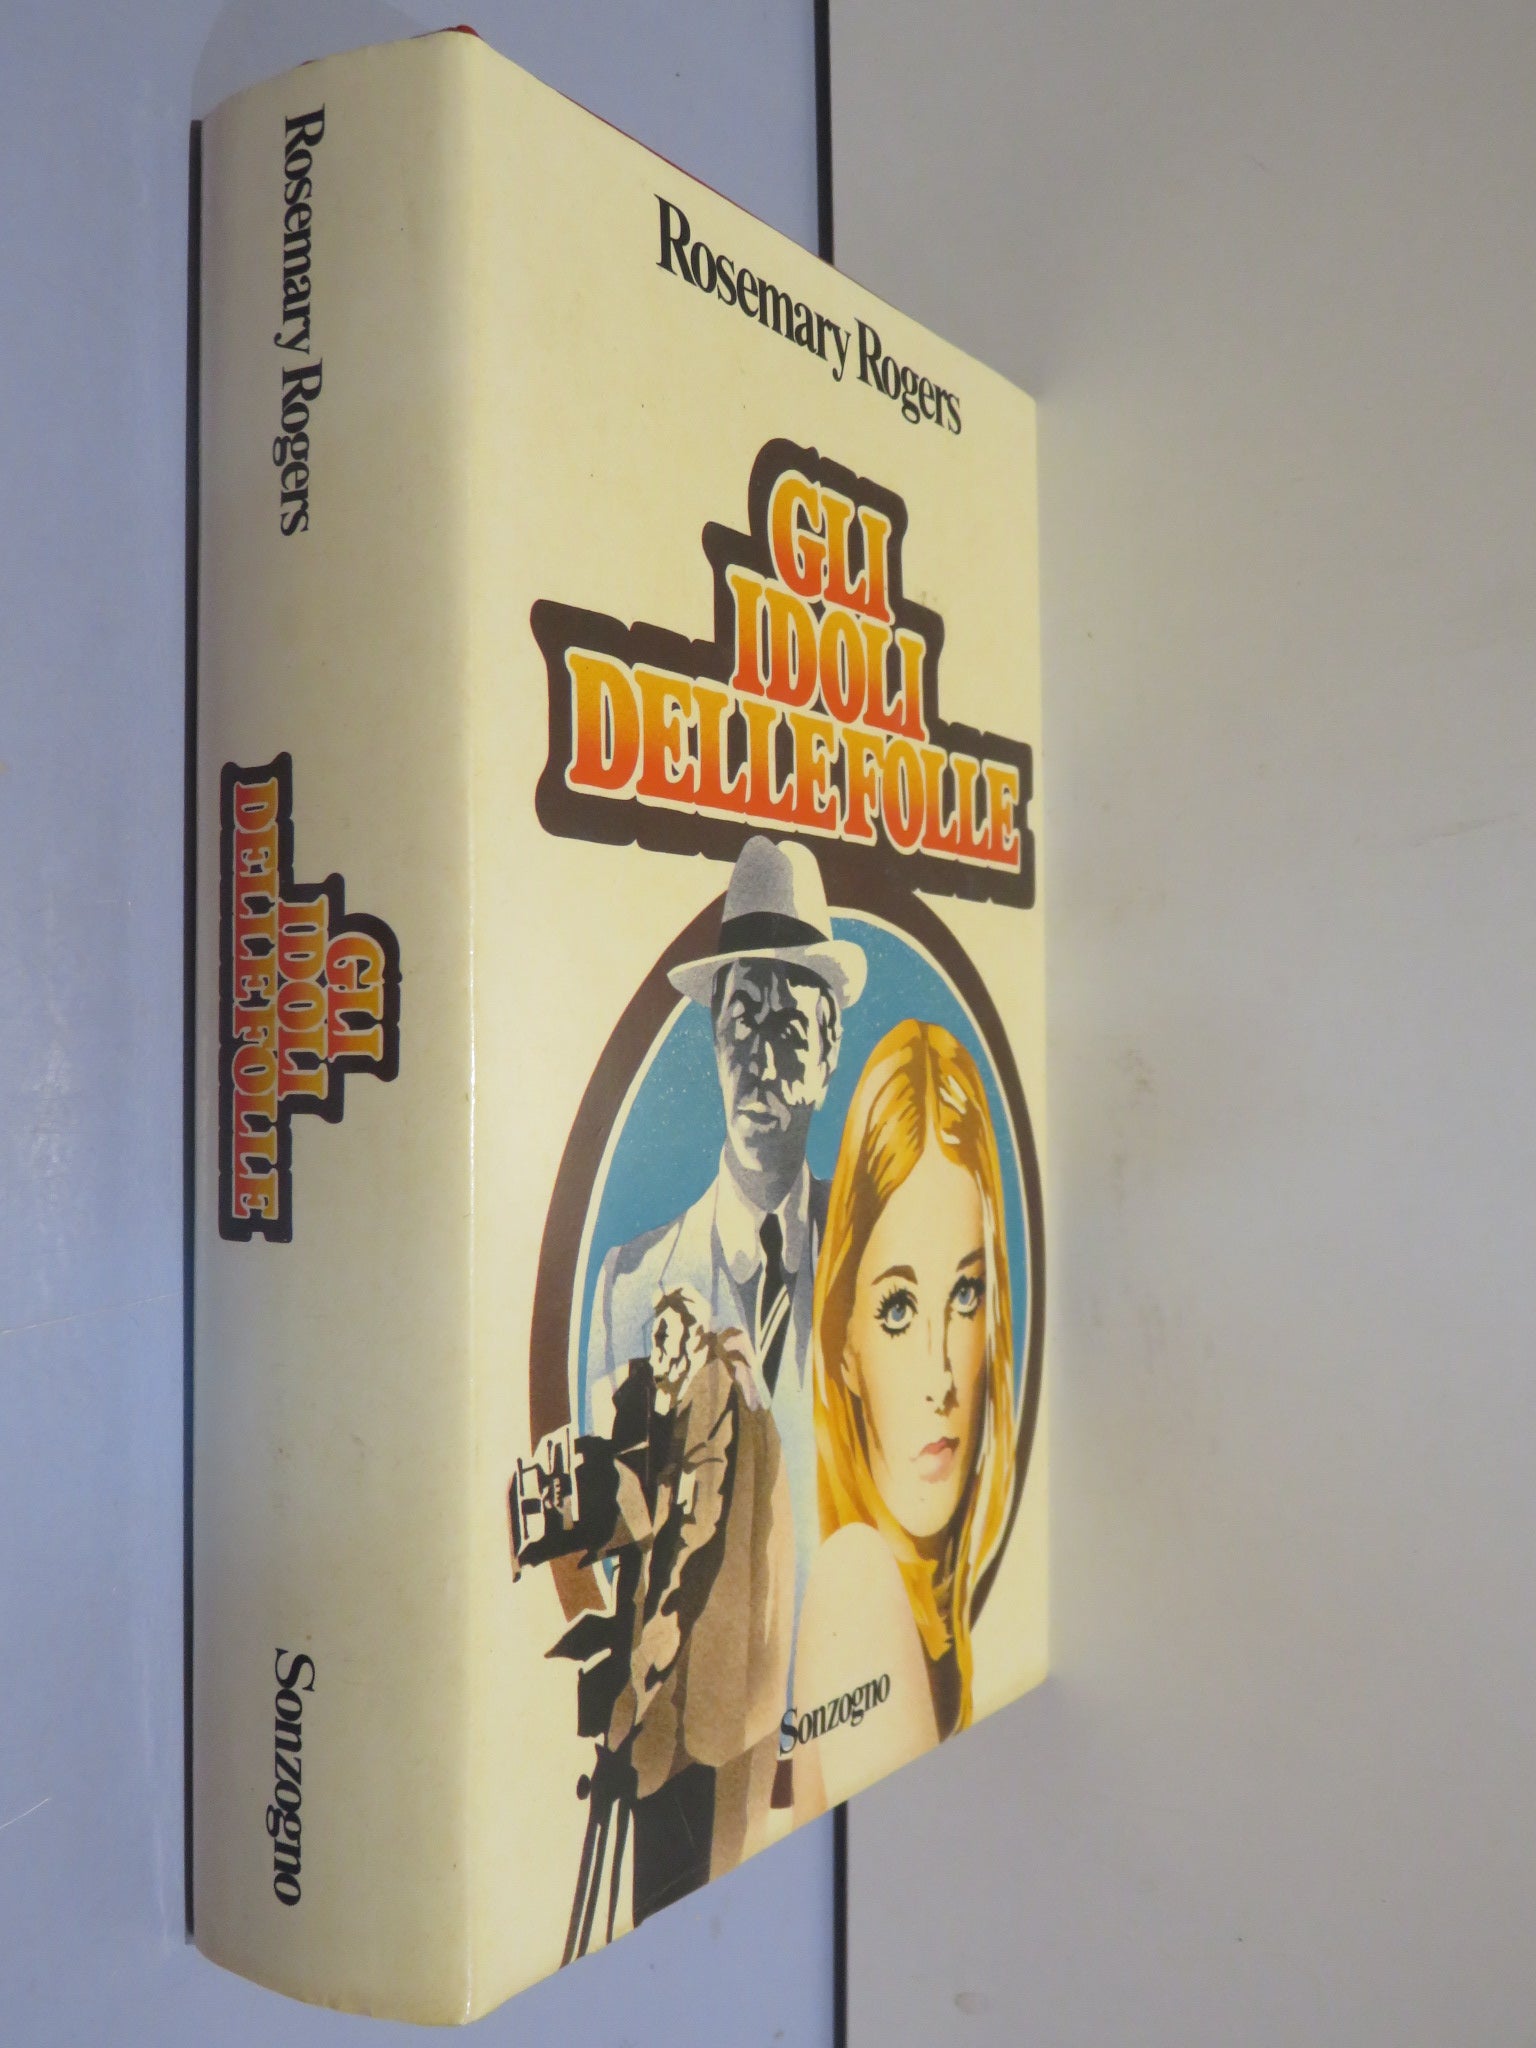 Rosemary Rogers
GLI
IDOLI
DELLE FOLLE
Sonzogno
Rosemary Rogers
GLI
IDOLI
DELLE FOLLE
Sonzogno